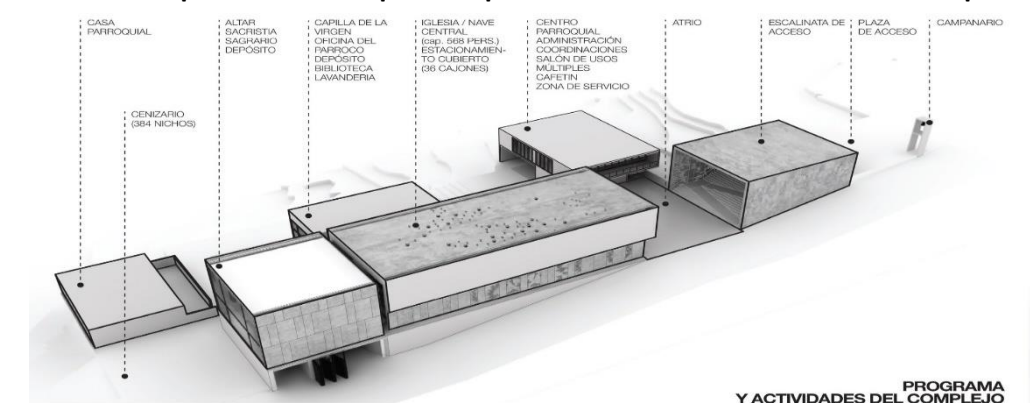 CASA
PARROQUIAL
CENIZARIO
(384 NICHOS)
ALTAR
SACRISTIA
SAGRARIO
DEPÓSITO
CAPILLA DE LA
VIRGEN
OFICINA DEL
PARROCO
DEPÓSITO
BIBLIOTECA
LAVANDERIA
IGLESIA / NAVE
CENTRAL
(cap. 568 PERS.)
ESTACIONAMIEN-
TO CUBIERTO
(36 CAJONES)
CENTRO
PARROQUIAL
ADMINISTRACIÓN
COORDINACIONES
SALÓN DE USOS
MÚLTIPLES
CAFETIN
ZONA DE SERVICIO
ATRIO
ESCALINATA DE
ACCESO
PLAZA
DE ACCESO
CAMPANARIO
PROGRAMA
Y ACTIVIDADES DEL COMPLEJO